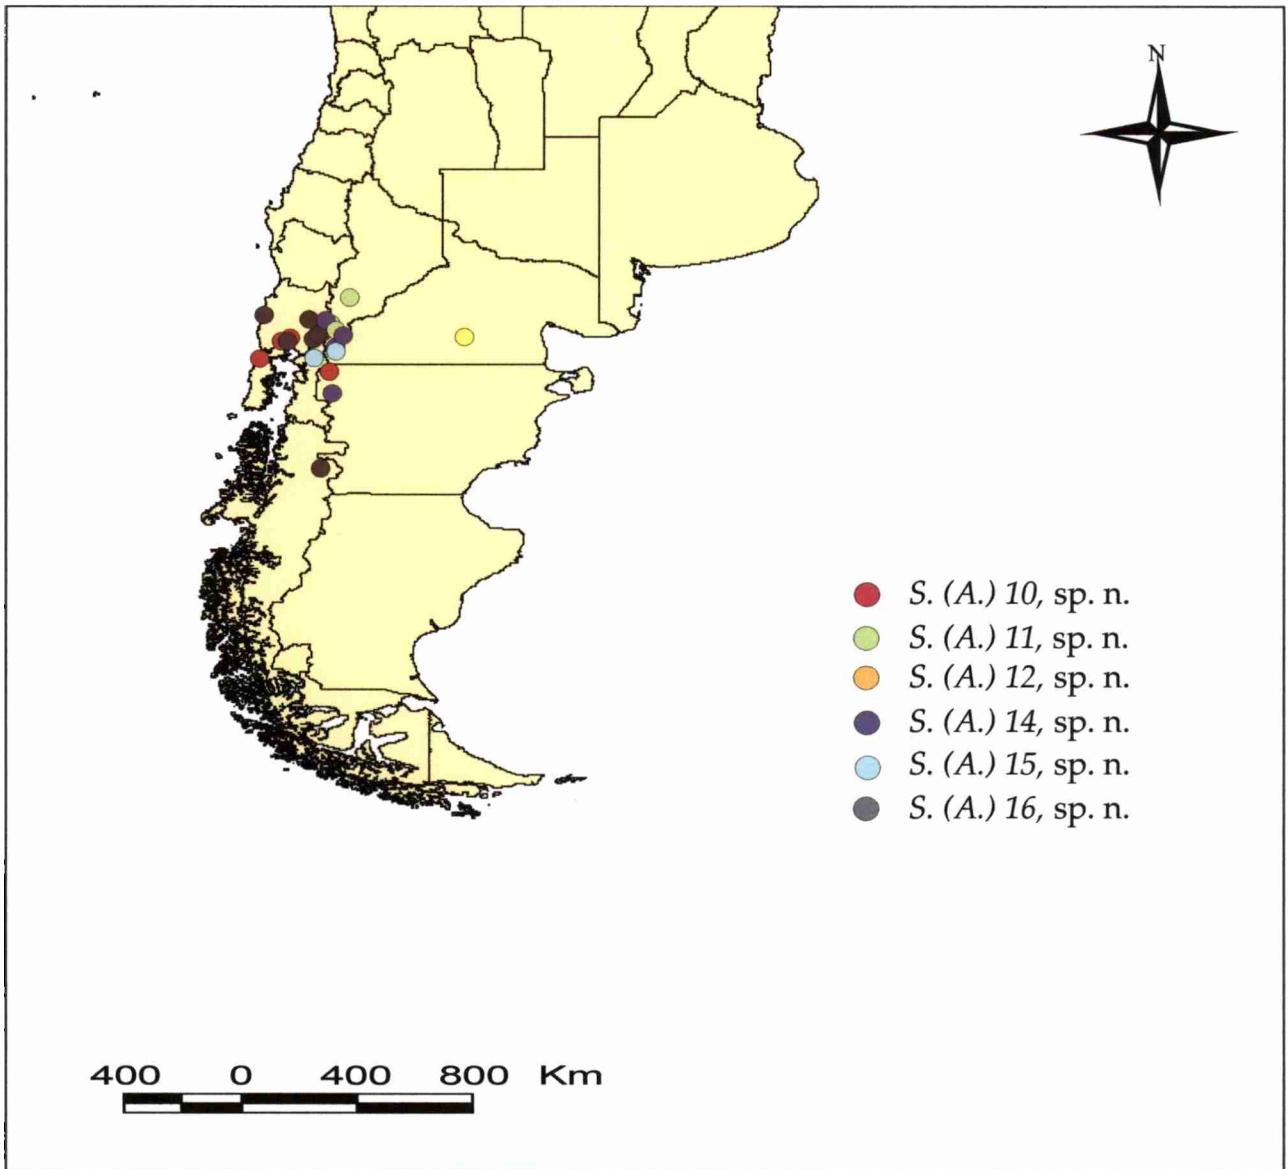 N
S. (A.) 10, sp. n.
S. (A.) 11, sp. n.
S. (A.) 12, sp. n.
S. (A.) 14, sp. n.
S. (A.) 15, sp. n.
S. (A.) 16, sp. n.
400 0 400 800 Km